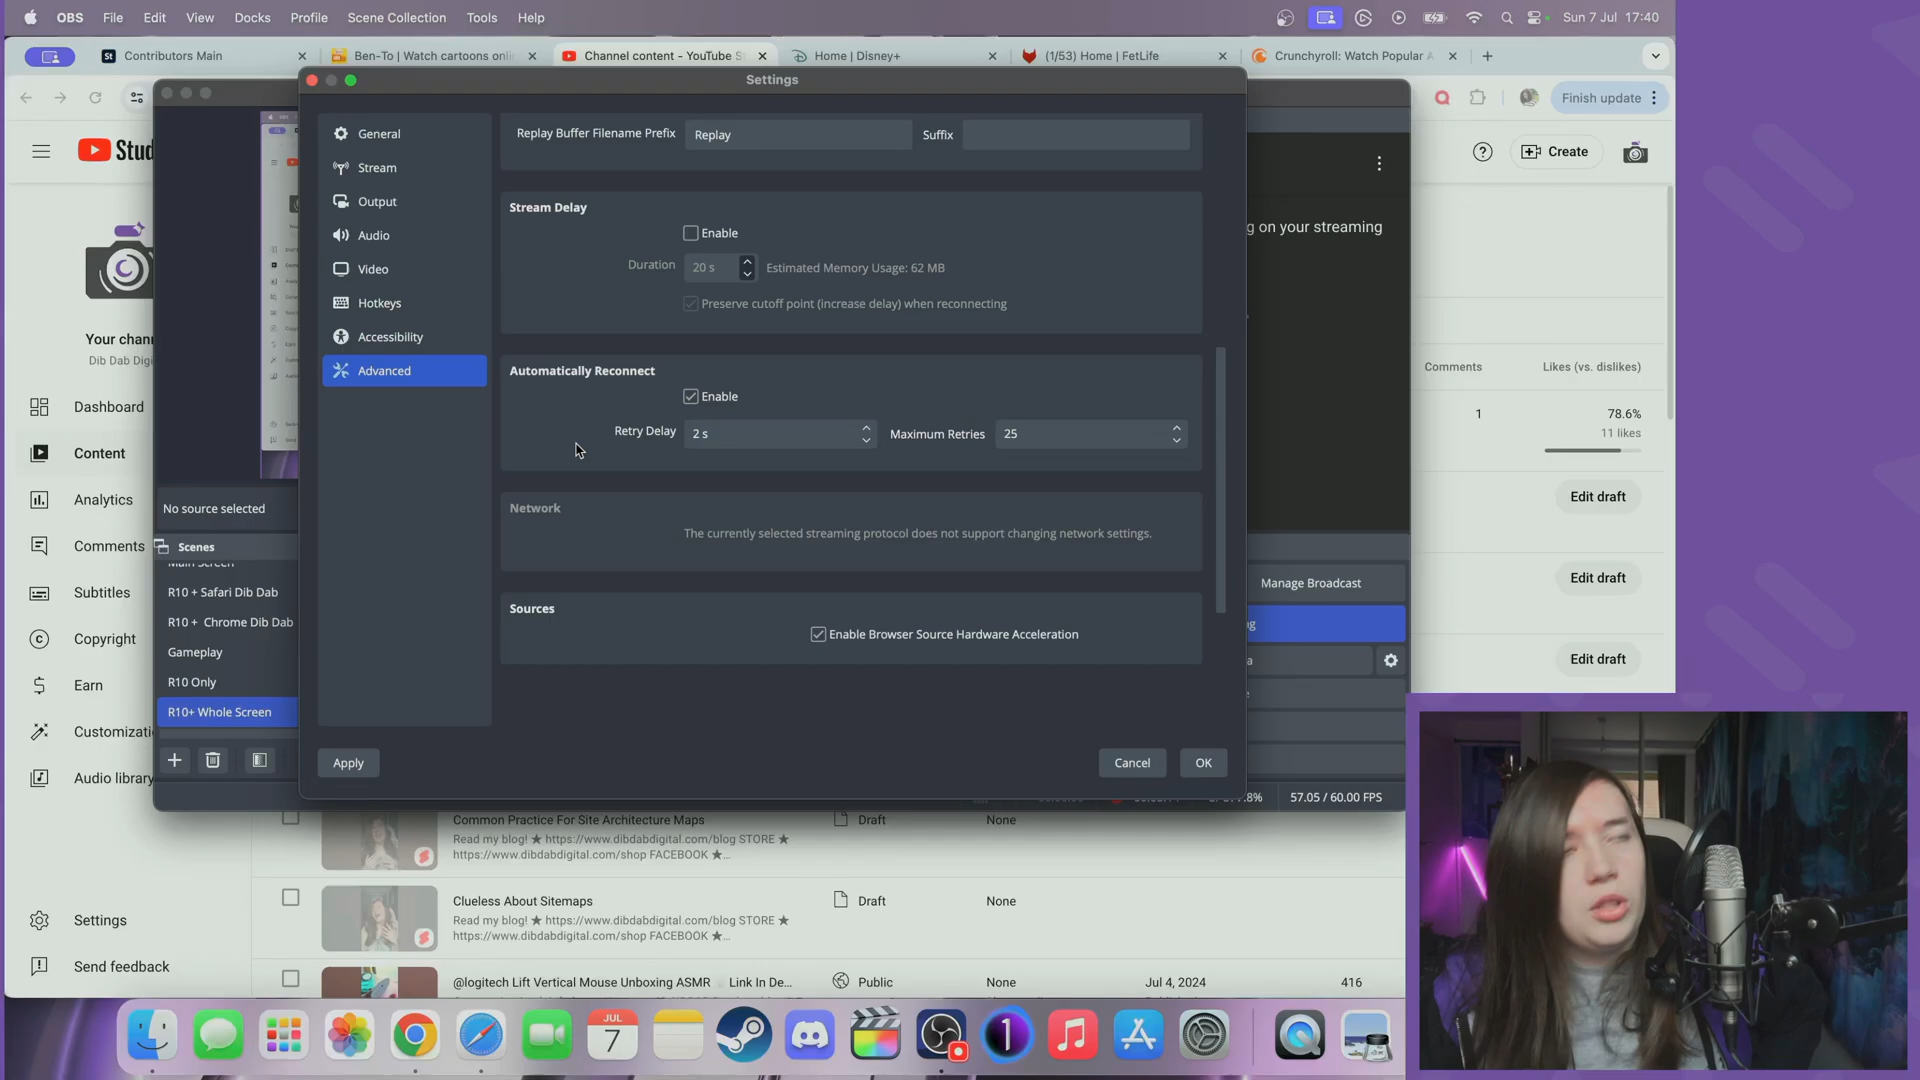 OBS File Edit View Docks Profile Scene Collection Tools Help Sun 7 Jul 17:40
Contributors Main Ben-To | Watch cartoons onli Channel content - YouTube S Home | Disney+ (1/53) Home | FetLife Crunchyroll: Watch Popular A
Finish update
Settings
Stud
Create
Your chann
Dib Dab Digi
Dashboard
Content
Analytics
Comments
Subtitles
Copyright
Earn
Customizati
Audio library
Settings
Send feedback
No source selected
Scenes
Main Screen
R10 + Safari Dib Dab
R10 + Chrome Dib Dab
Gameplay
R10 Only
R10+ Whole Screen
General
Stream
Output
Audio
Video
Hotkeys
Accessibility
Advanced
Replay Buffer Filename Prefix Replay Suffix
Stream Delay
Enable
Duration 20 s Estimated Memory Usage: 62 MB
Preserve cutoff point (increase delay) when reconnecting
Automatically Reconnect
Enable
Retry Delay 2 s Maximum Retries 25
Network
The currently selected streaming protocol does not support changing network settings.
Sources
Enable Browser Source Hardware Acceleration
Apply Cancel OK
g on your streaming
Manage Broadcast
g
a
e
57.05 / 60.00 FPS
Comments Likes (vs. dislikes)
1 78.6%
11 likes
Edit draft
Edit draft
Edit draft
Common Practice For Site Architecture Maps Draft None
Read my blog! ★ https://www.dibdabdigital.com/blog STORE ★
https://www.dibdabdigital.com/shop FACEBOOK ★...
Clueless About Sitemaps Draft None
Read my blog! ★ https://www.dibdabdigital.com/blog STORE ★
https://www.dibdabdigital.com/shop FACEBOOK ★...
@logitech Lift Vertical Mouse Unboxing ASMR Link In De... Public None Jul 4, 2024 416
JUL
7
1